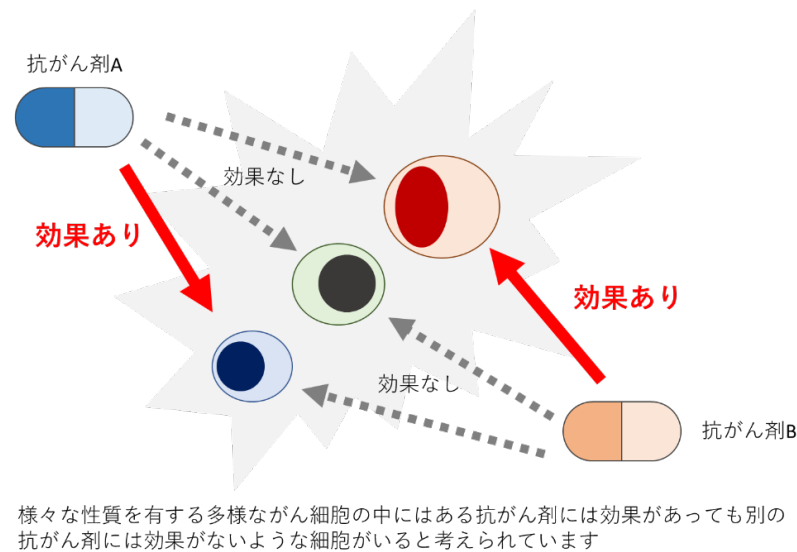 抗がん剤A
効果なし
効果あり
効果あり
効果なし
抗がん剤B
様々な性質を有する多様ながん細胞の中にはある抗がん剤には効果があっても別の
抗がん剤には効果がないような細胞がいると考えられています